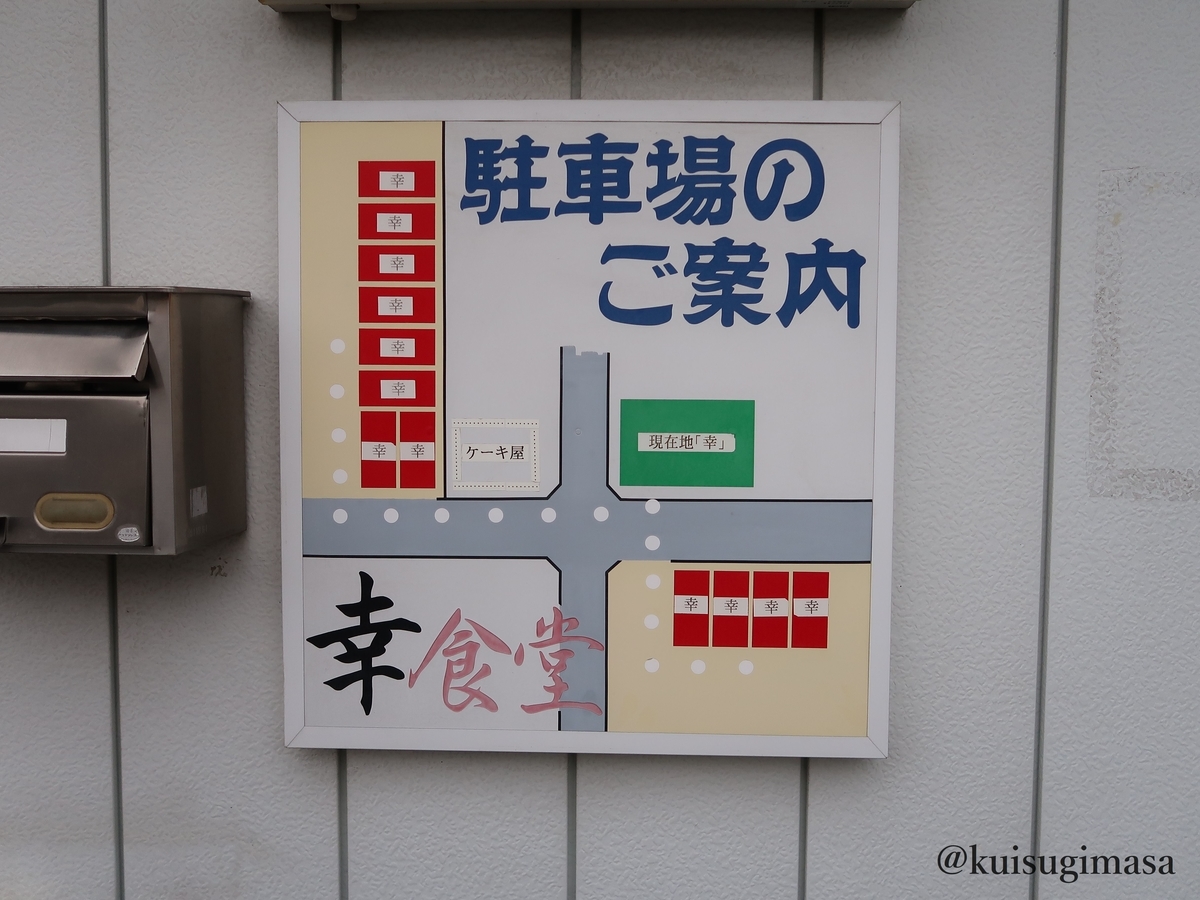 駐車場の
ご案内
幸
幸
幸
幸
幸
幸
幸 幸
ケーキ屋
現在地「幸」
幸 幸 幸 幸
幸食堂
@kuisugimasa